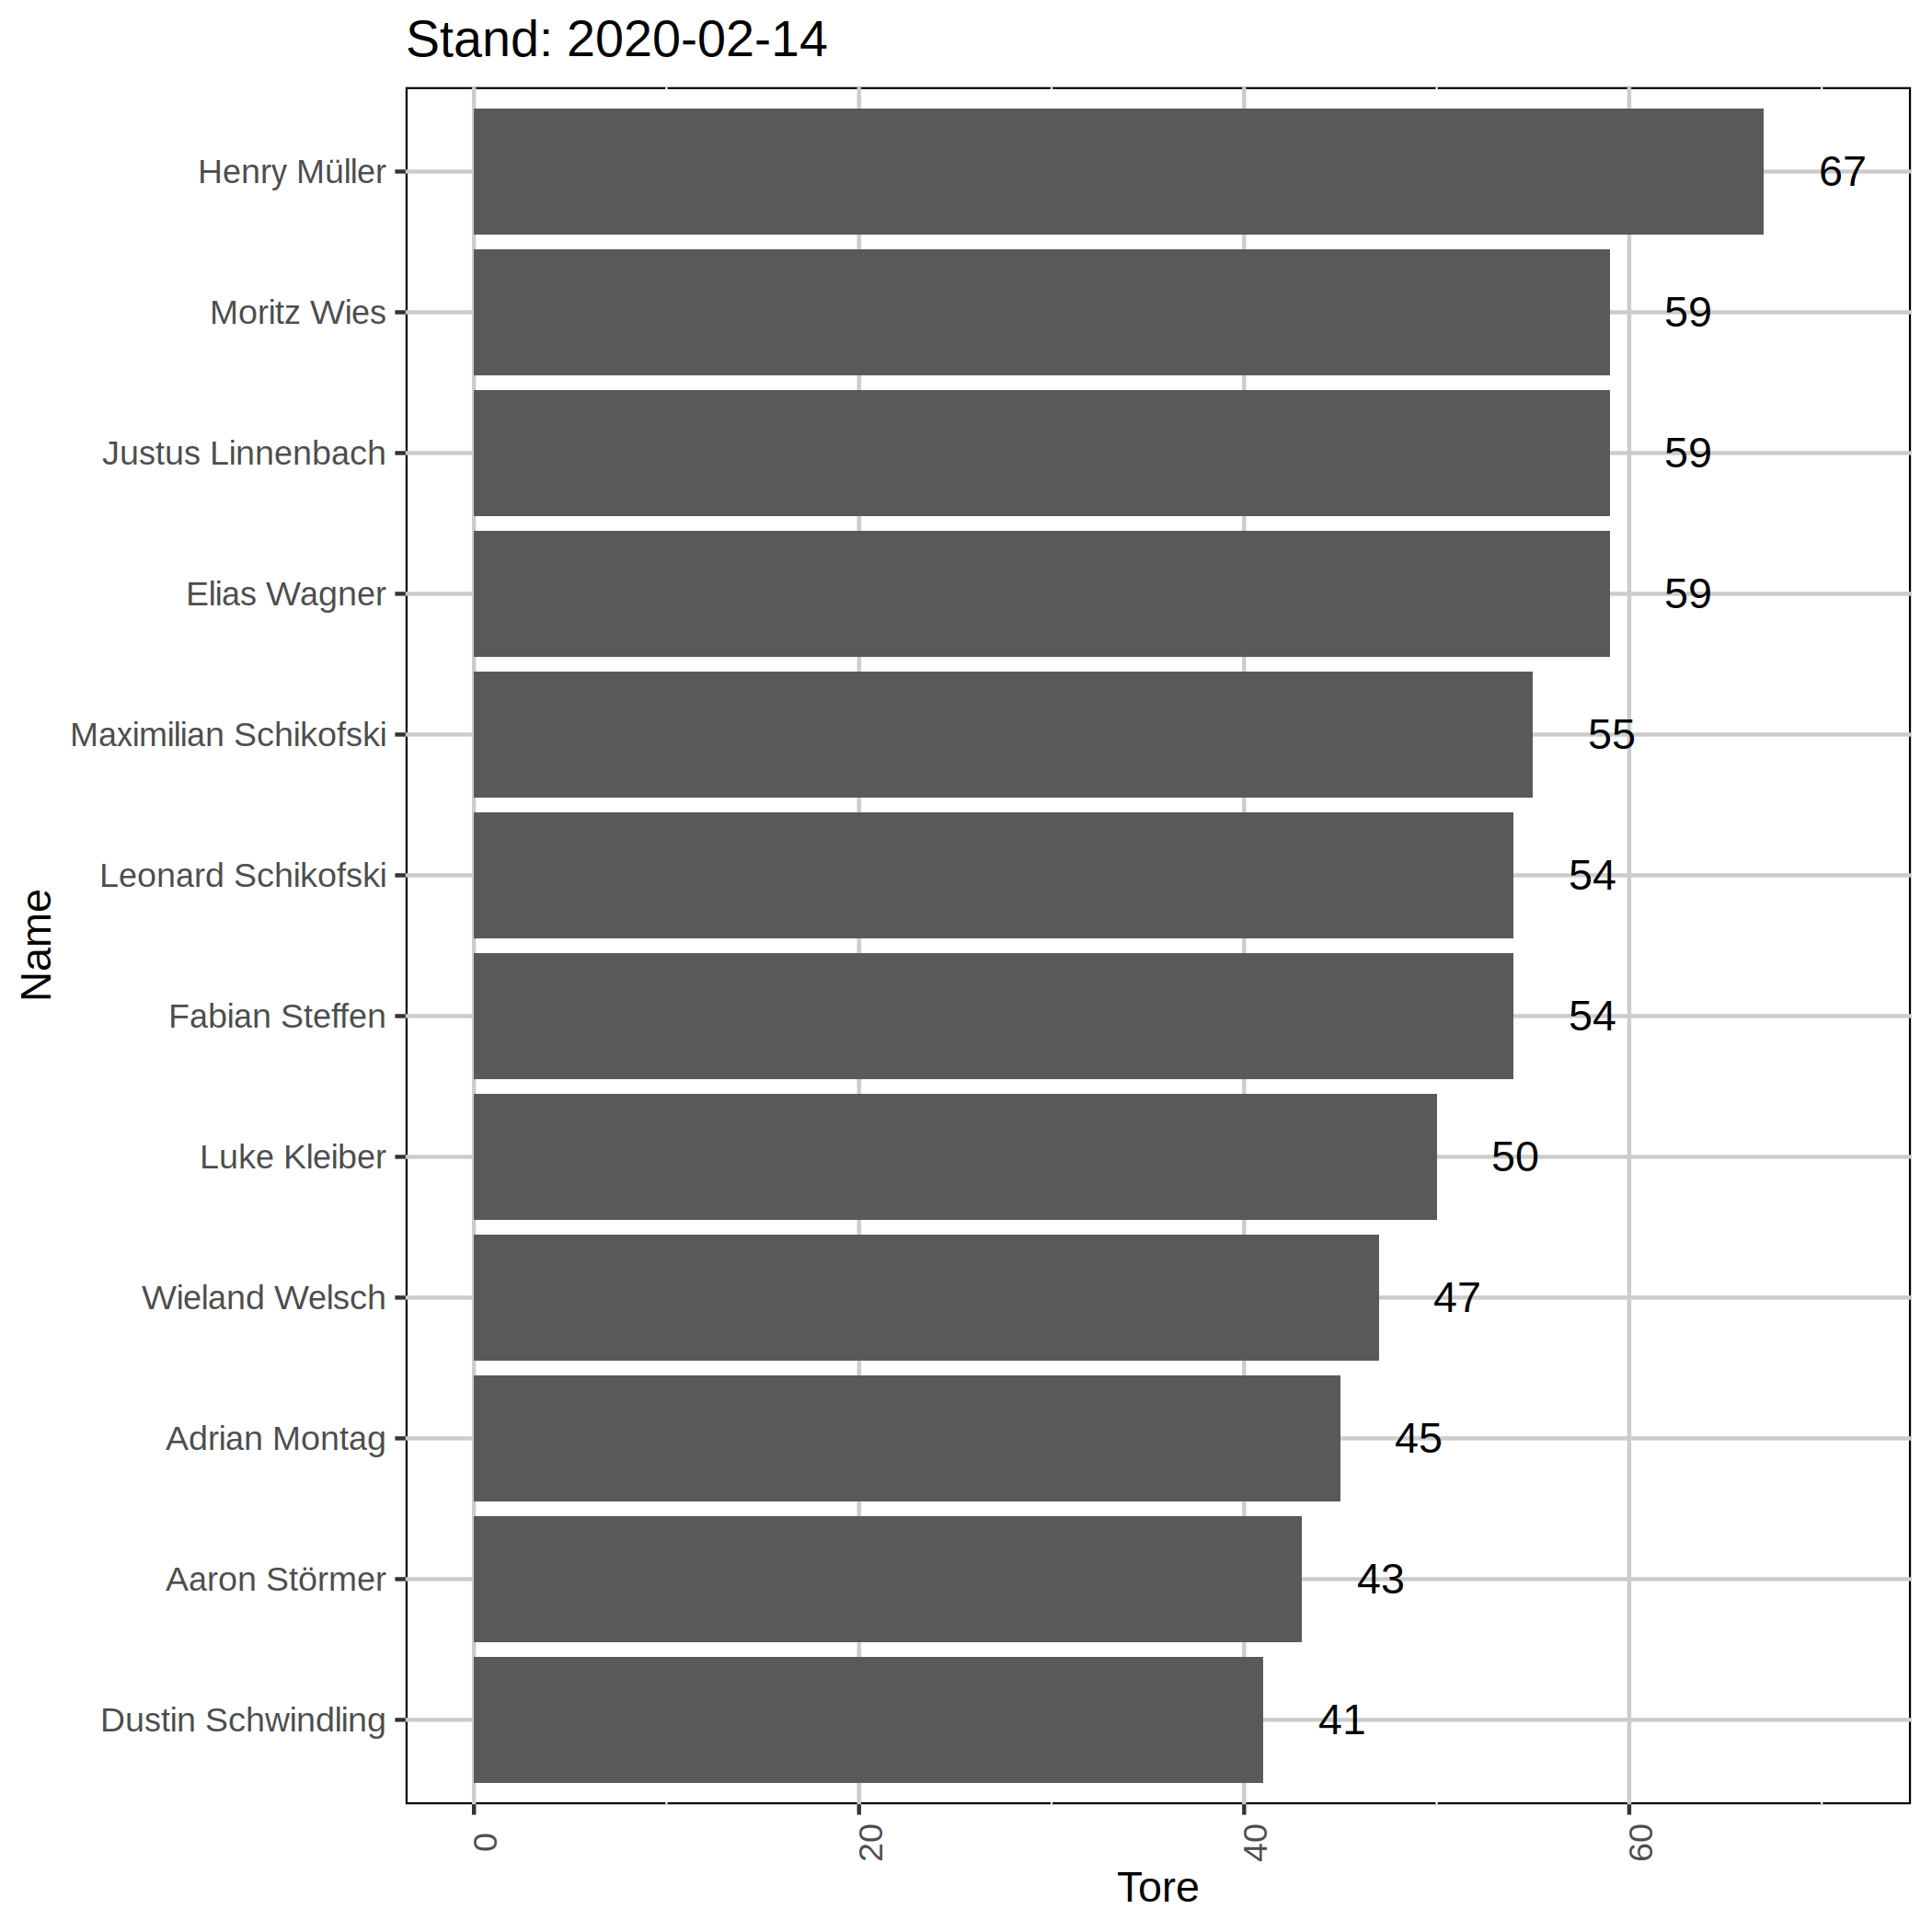 Stand: 2020-02-14
Henry Müller 67
Moritz Wies 59
Justus Linnenbach 59
Elias Wagner 59
Maximilian Schikofski 55
Leonard Schikofski 54
Fabian Steffen 54
Luke Kleiber 50
Wieland Welsch 47
Adrian Montag 45
Aaron Störmer 43
Dustin Schwindling 41
Name
0 20 40 60
Tore